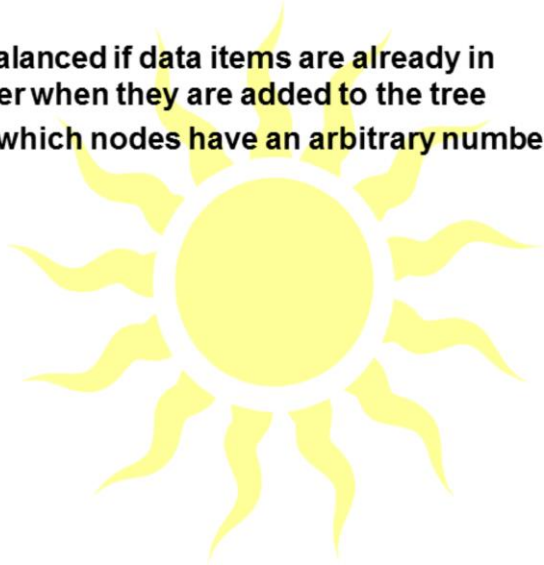 alanced if data items are already in
er when they are added to the tree
which nodes have an arbitrary numbe